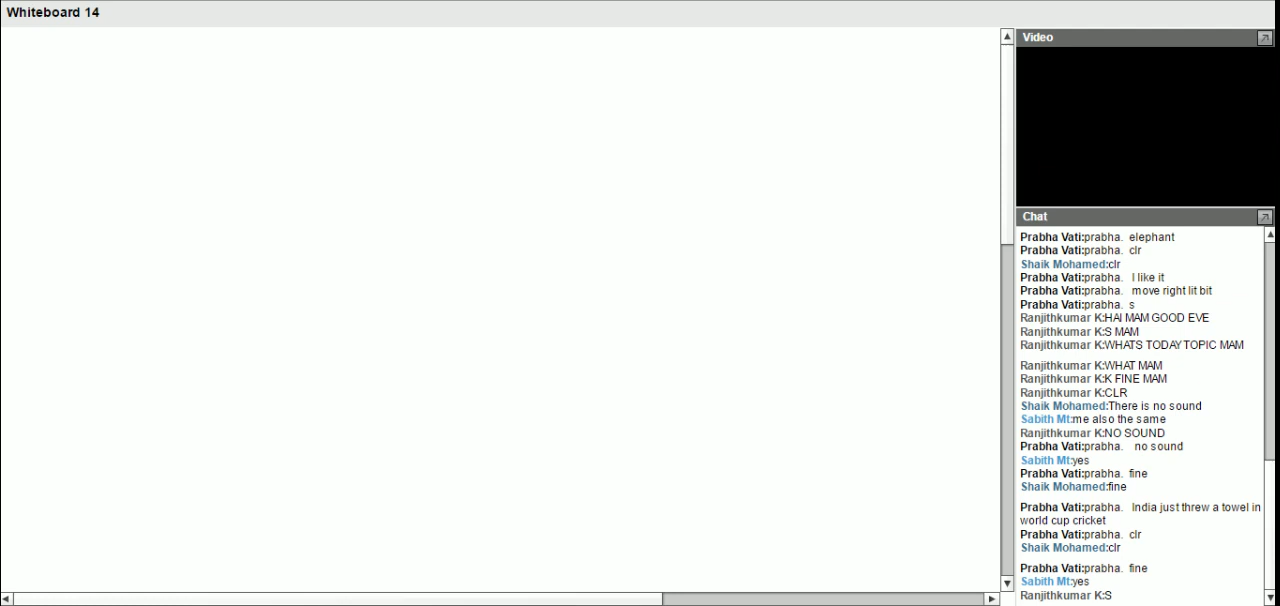 Whiteboard 14
Video
Chat
Prabha Vati:prabha. elephant
Prabha Vati:prabha. clr
Shaik Mohamed:clr
Prabha Vati:prabha. I like it
Prabha Vati:prabha. move right lit bit
Prabha Vati:prabha. s
Ranjithkumar K:HAI MAM GOOD EVE
Ranjithkumar K:S MAM
Ranjithkumar K:WHATS TODAY TOPIC MAM
Ranjithkumar K:WHAT MAM
Ranjithkumar K:K FINE MAM
Ranjithkumar K:CLR
Shaik Mohamed:There is no sound
Sabith Mt:me also the same
Ranjithkumar K:NO SOUND
Prabha Vati:prabha. no sound
Sabith Mt:yes
Prabha Vati:prabha. fine
Shaik Mohamed:fine
Prabha Vati:prabha. India just threw a towel in
world cup cricket
Prabha Vati:prabha. clr
Shaik Mohamed:clr
Prabha Vati:prabha. fine
Sabith Mt:yes
Ranjithkumar K:S